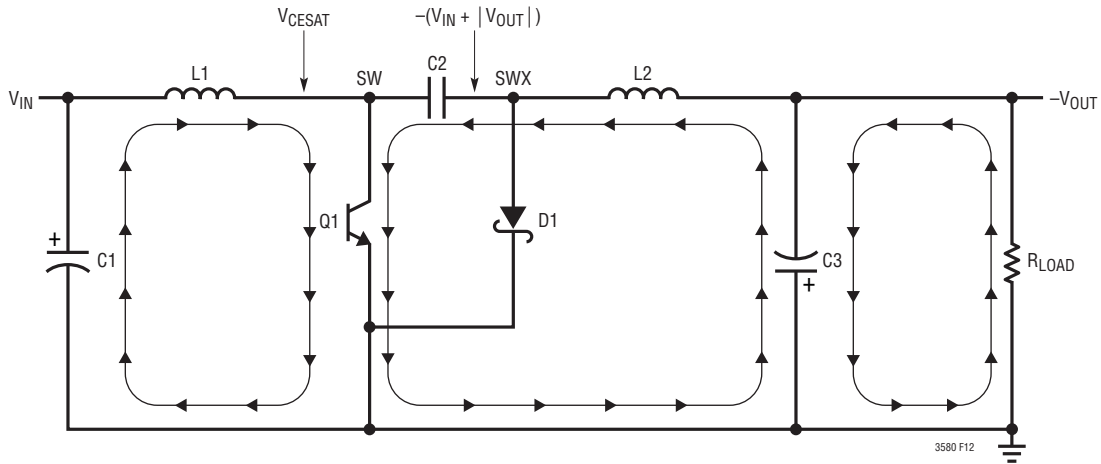 V_CESAT
–(V_IN + |V_OUT|)
L1
SW
C2
SWX
L2
V_IN
–V_OUT
Q1
D1
+
C1
C3
+
R_LOAD
3580 F12